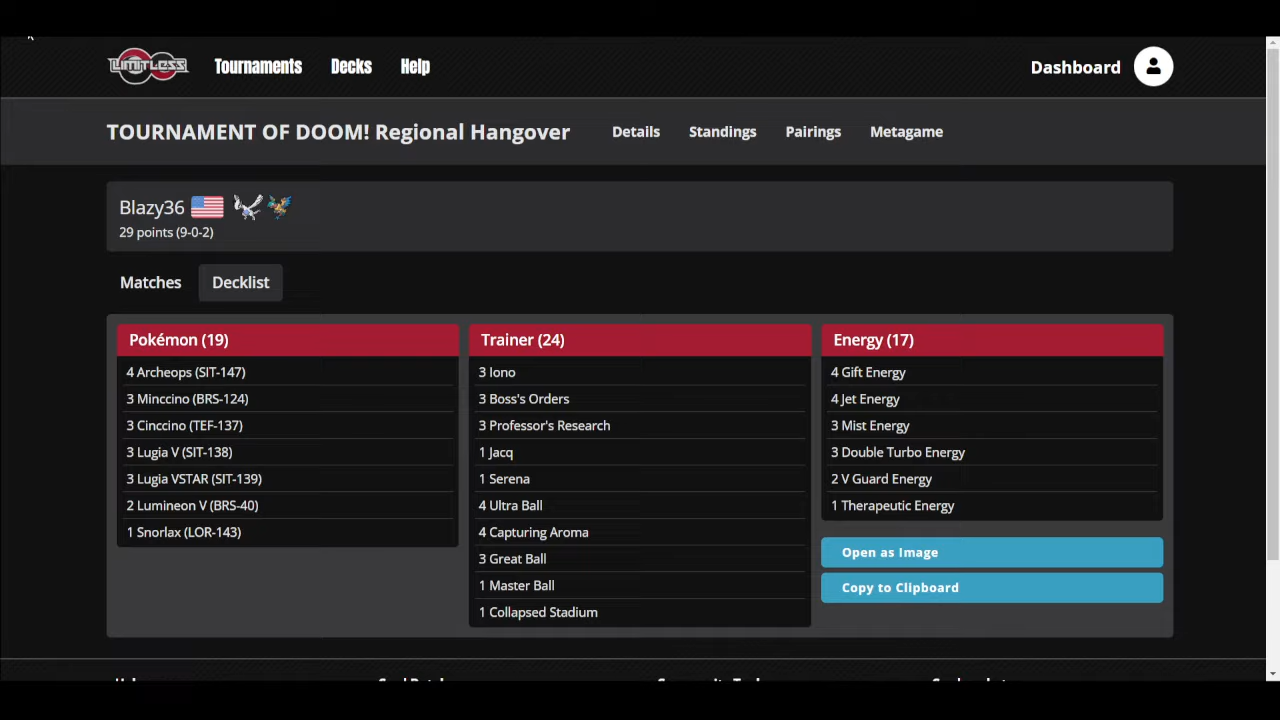 LIMITLESS
Tournaments
Decks
Help
Dashboard
TOURNAMENT OF DOOM! Regional Hangover
Details
Standings
Pairings
Metagame
Blazy36
29 points (9-0-2)
Matches
Decklist
Pokémon (19)
4 Archeops (SIT-147)
3 Minccino (BRS-124)
3 Cinccino (TEF-137)
3 Lugia V (SIT-138)
3 Lugia VSTAR (SIT-139)
2 Lumineon V (BRS-40)
1 Snorlax (LOR-143)
Trainer (24)
3 Iono
3 Boss's Orders
3 Professor's Research
1 Jacq
1 Serena
4 Ultra Ball
4 Capturing Aroma
3 Great Ball
1 Master Ball
1 Collapsed Stadium
Energy (17)
4 Gift Energy
4 Jet Energy
3 Mist Energy
3 Double Turbo Energy
2 V Guard Energy
1 Therapeutic Energy
Open as Image
Copy to Clipboard